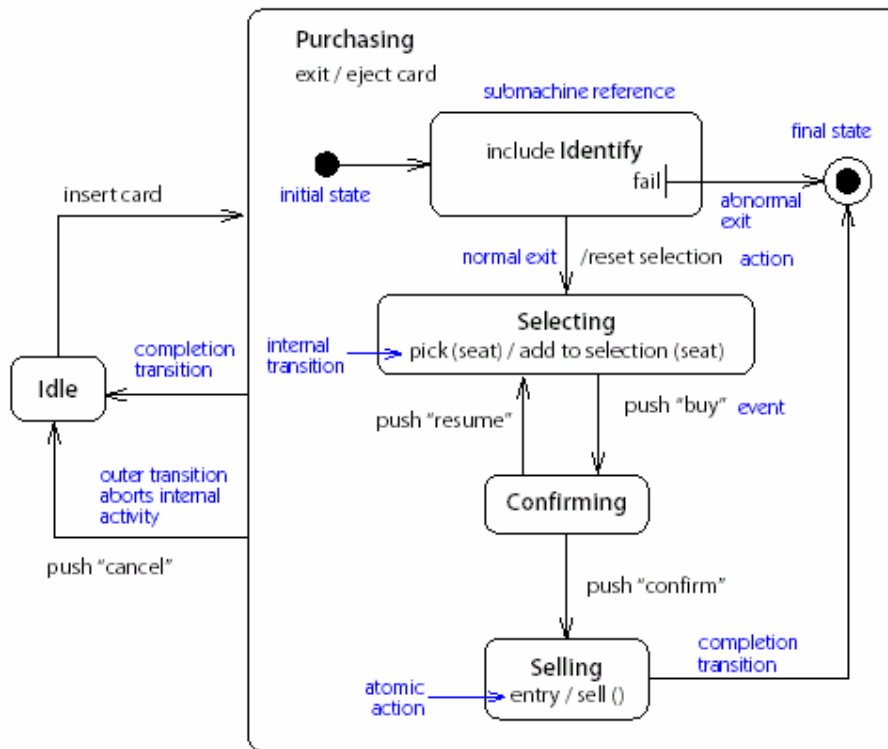 Purchasing
exit / eject card
submachine reference
final state
include Identify
fail
initial state
abnormal
exit
insert card
normal exit
/reset selection
action
Selecting
pick (seat) / add to selection (seat)
internal
transition
completion
transition
Idle
push “resume”
push “buy”
event
outer transition
aborts internal
activity
Confirming
push “cancel”
push “confirm”
Selling
entry / sell ()
completion
transition
atomic
action